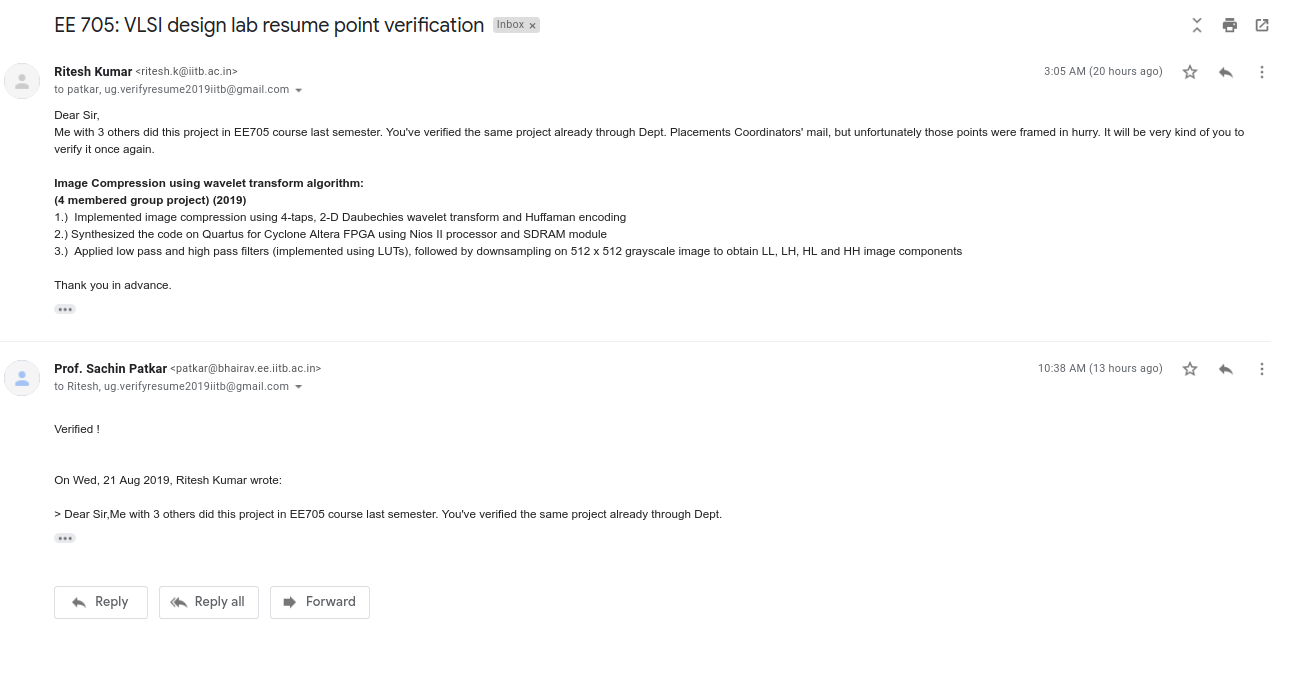 EE 705: VLSI design lab resume point verification Inbox x
Ritesh Kumar <ritesh.k@iitb.ac.in> 3:05 AM (20 hours ago)
to patkar, ug.verifyresume2019iitb@gmail.com
Dear Sir,
Me with 3 others did this project in EE705 course last semester. You've verified the same project already through Dept. Placements Coordinators' mail, but unfortunately those points were framed in hurry. It will be very kind of you to
verify it once again.
Image Compression using wavelet transform algorithm:
(4 membered group project) (2019)
1.) Implemented image compression using 4-taps, 2-D Daubechies wavelet transform and Huffaman encoding
2.) Synthesized the code on Quartus for Cyclone Altera FPGA using Nios II processor and SDRAM module
3.) Applied low pass and high pass filters (implemented using LUTs), followed by downsampling on 512 x 512 grayscale image to obtain LL, LH, HL and HH image components
Thank you in advance.
Prof. Sachin Patkar <patkar@bhairav.ee.iitb.ac.in> 10:38 AM (13 hours ago)
to Ritesh, ug.verifyresume2019iitb@gmail.com
Verified !
On Wed, 21 Aug 2019, Ritesh Kumar wrote:
> Dear Sir,Me with 3 others did this project in EE705 course last semester. You've verified the same project already through Dept.
Reply Reply all Forward